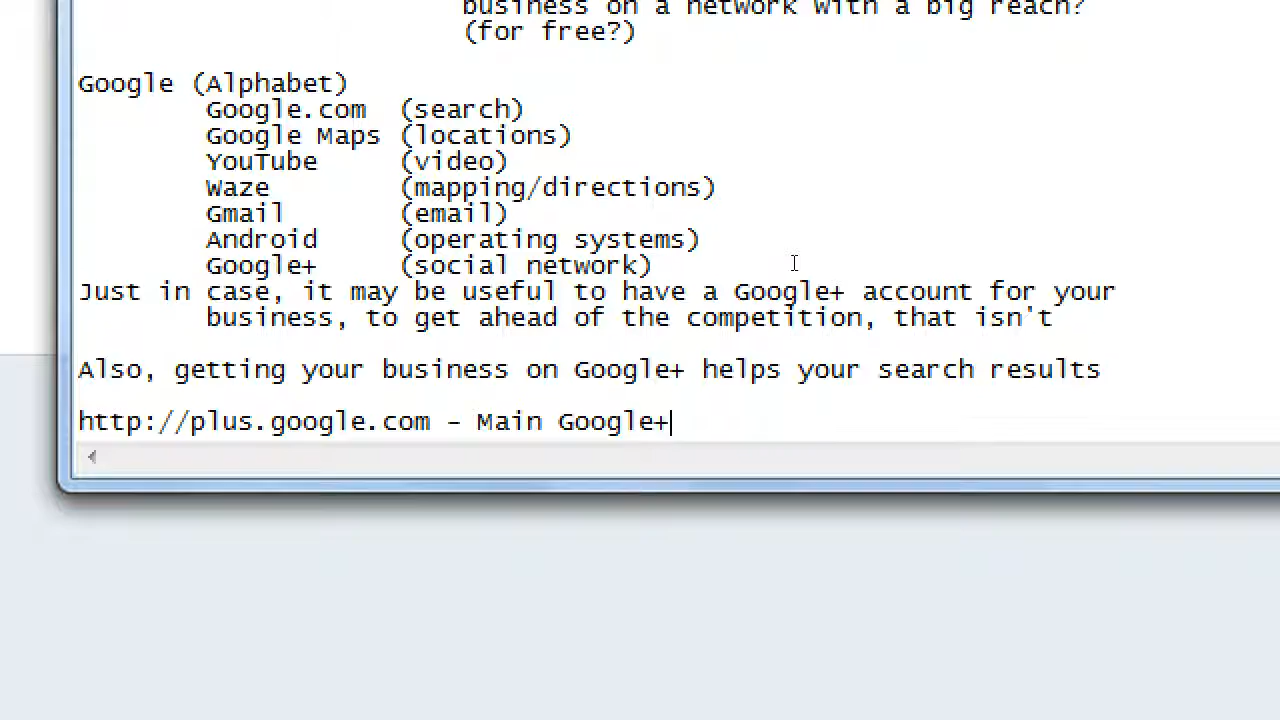 business on a network with a big reach?
(for free?)
Google (Alphabet)
Google.com (search)
Google Maps (locations)
YouTube (video)
Waze (mapping/directions)
Gmail (email)
Android (operating systems)
Google+ (social network)
Just in case, it may be useful to have a Google+ account for your
business, to get ahead of the competition, that isn't
Also, getting your business on Google+ helps your search results
http://plus.google.com - Main Google+